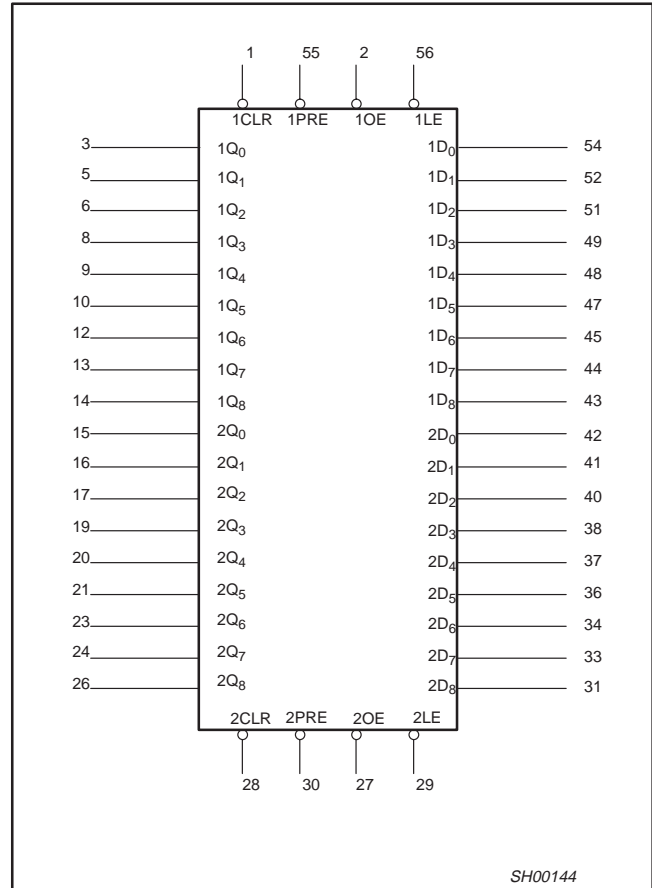 1 55 2 56
1CLR 1PRE 1OE 1LE
3 1Q0 1D0 54
5 1Q1 1D1 52
6 1Q2 1D2 51
8 1Q3 1D3 49
9 1Q4 1D4 48
10 1Q5 1D5 47
12 1Q6 1D6 45
13 1Q7 1D7 44
14 1Q8 1D8 43
15 2Q0 2D0 42
16 2Q1 2D1 41
17 2Q2 2D2 40
19 2Q3 2D3 38
20 2Q4 2D4 37
21 2Q5 2D5 36
23 2Q6 2D6 34
24 2Q7 2D7 33
26 2Q8 2D8 31
2CLR 2PRE 2OE 2LE
28 30 27 29
SH00144